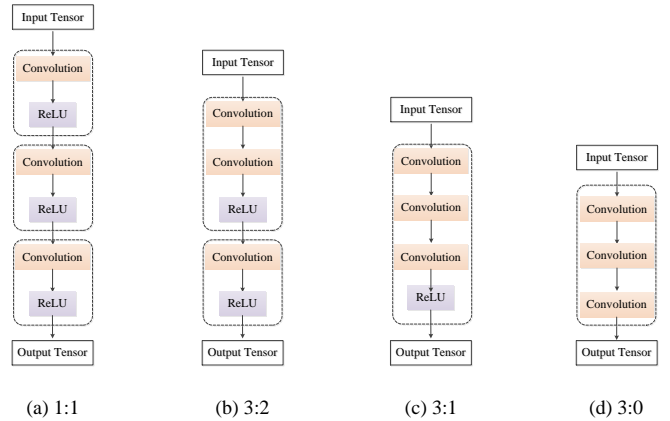 Input Tensor
Convolution
ReLU
Convolution
ReLU
Convolution
ReLU
Output Tensor
(a) 1:1
Input Tensor
Convolution
Convolution
ReLU
Convolution
ReLU
Output Tensor
(b) 3:2
Input Tensor
Convolution
Convolution
Convolution
ReLU
Output Tensor
(c) 3:1
Input Tensor
Convolution
Convolution
Convolution
Output Tensor
(d) 3:0